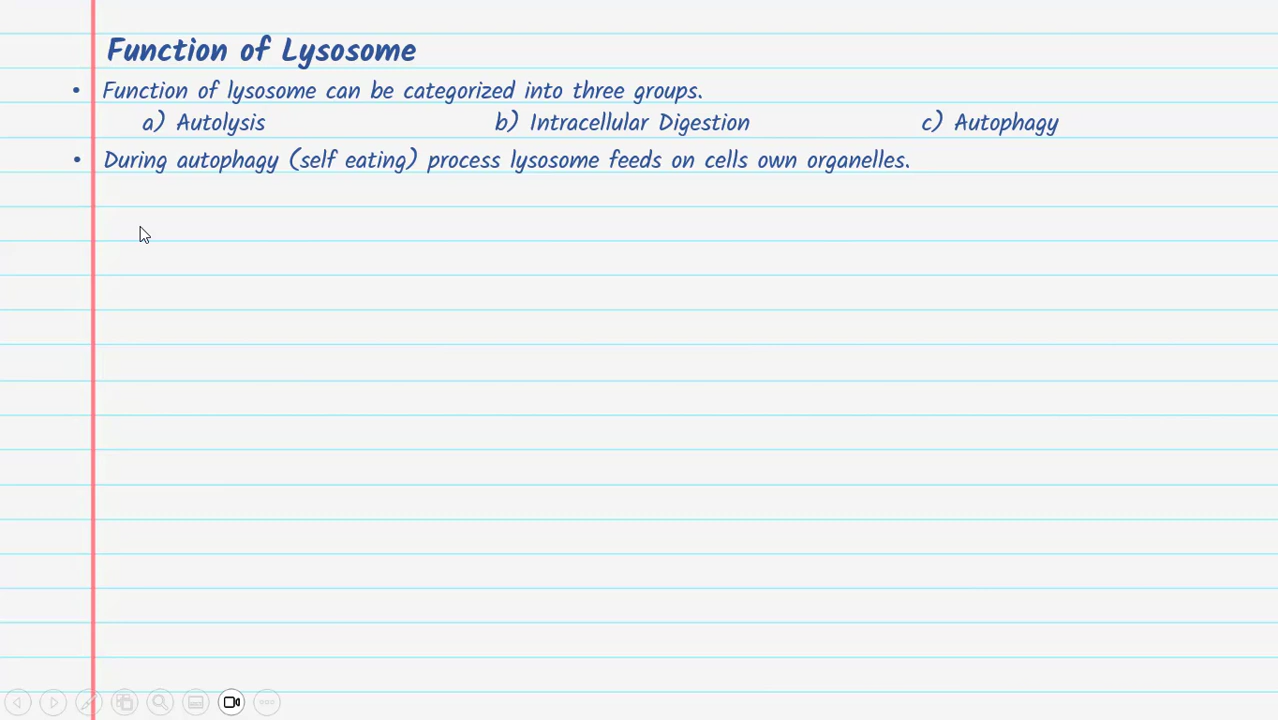 Function of Lysosome
• Function of lysosome can be categorized into three groups.
a) Autolysis b) Intracellular Digestion c) Autophagy
• During autophagy (self eating) process lysosome feeds on cells own organelles.